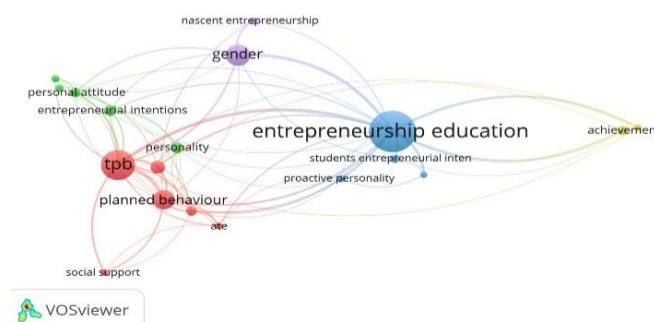 nascent entrepreneurship
gender
personal attitude
entrepreneurial intentions
entrepreneurship education
achievemen
personality
students entrepreneurial inten
tpb
proactive personality
planned behaviour
ate
social support
VOSviewer